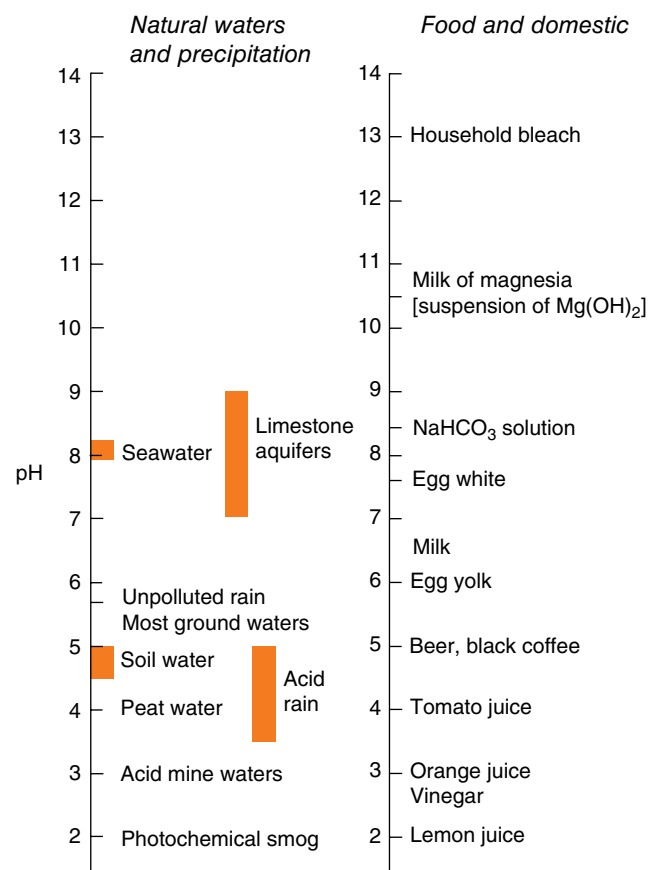 Natural waters
and precipitation
14
13
12
11
10
9
8
7
6
5
4
3
2
pH
Limestone
aquifers
Seawater
Unpolluted rain
Most ground waters
Soil water
Acid
rain
Peat water
Acid mine waters
Photochemical smog
Food and domestic
14
13 Household bleach
12
11
Milk of magnesia
[suspension of Mg(OH)₂]
10
9
NaHCO₃ solution
8
Egg white
7
Milk
6 Egg yolk
5 Beer, black coffee
4 Tomato juice
3 Orange juice
Vinegar
2 Lemon juice